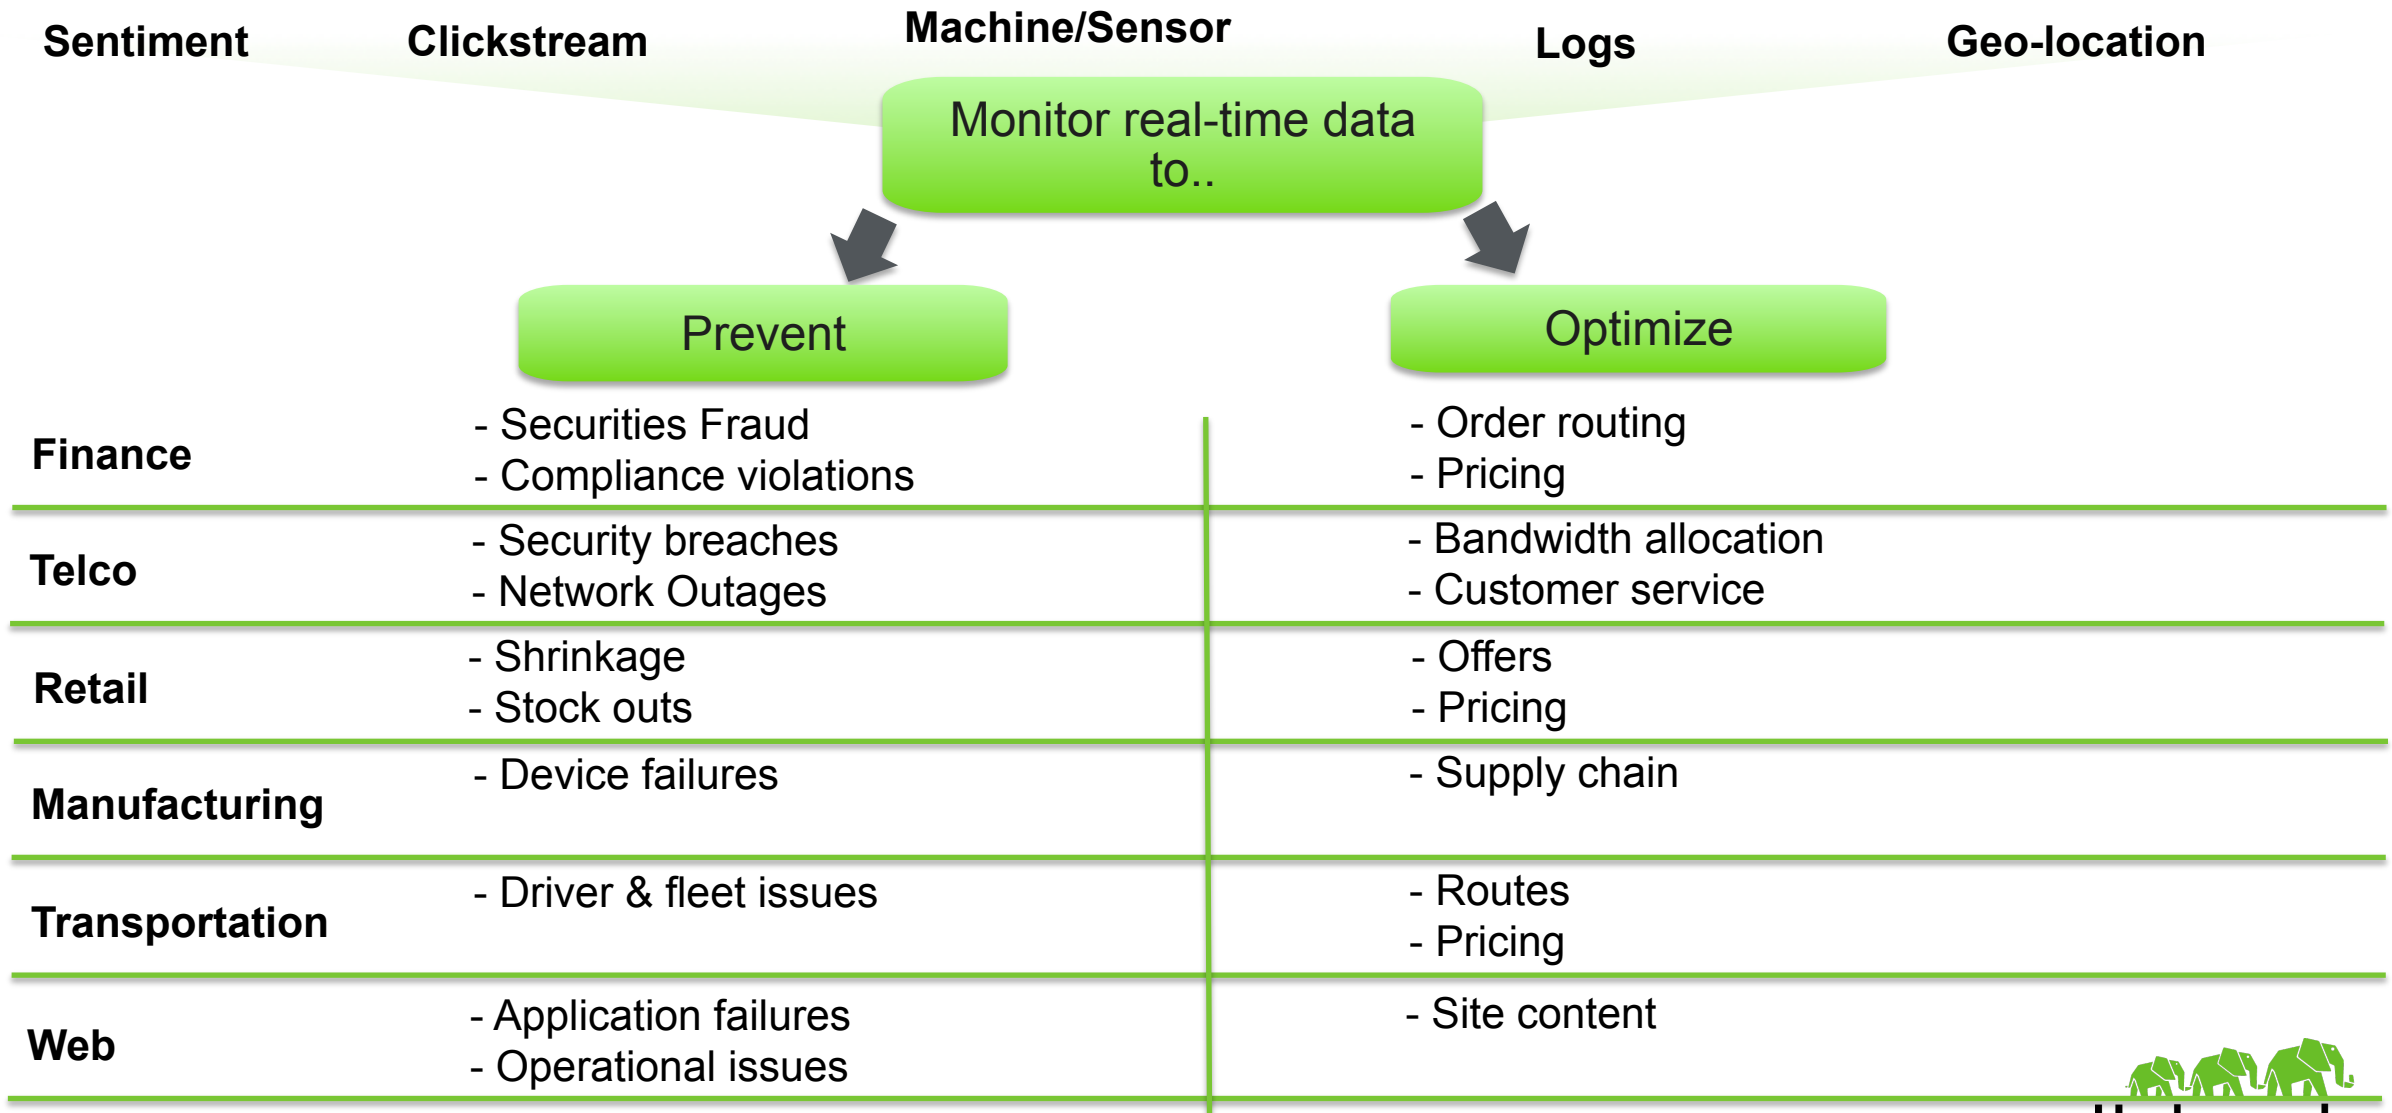 Sentiment
Clickstream
Machine/Sensor
Logs
Geo-location
Monitor real-time data
to..
Prevent
Optimize
Finance
- Securities Fraud
- Compliance violations
- Order routing
- Pricing
Telco
- Security breaches
- Network Outages
- Bandwidth allocation
- Customer service
Retail
- Shrinkage
- Stock outs
- Offers
- Pricing
Manufacturing
- Device failures
- Supply chain
Transportation
- Driver & fleet issues
- Routes
- Pricing
Web
- Application failures
- Operational issues
- Site content